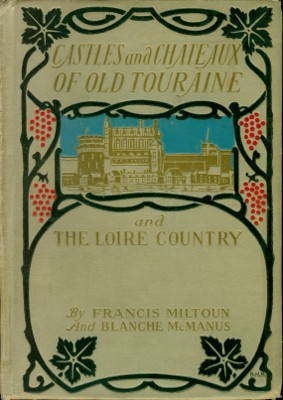 CASTLES and CHATEAUX
OF OLD TOURAINE
and
THE LOIRE COUNTRY
By FRANCIS MILTOUN
And BLANCHE McMANUS